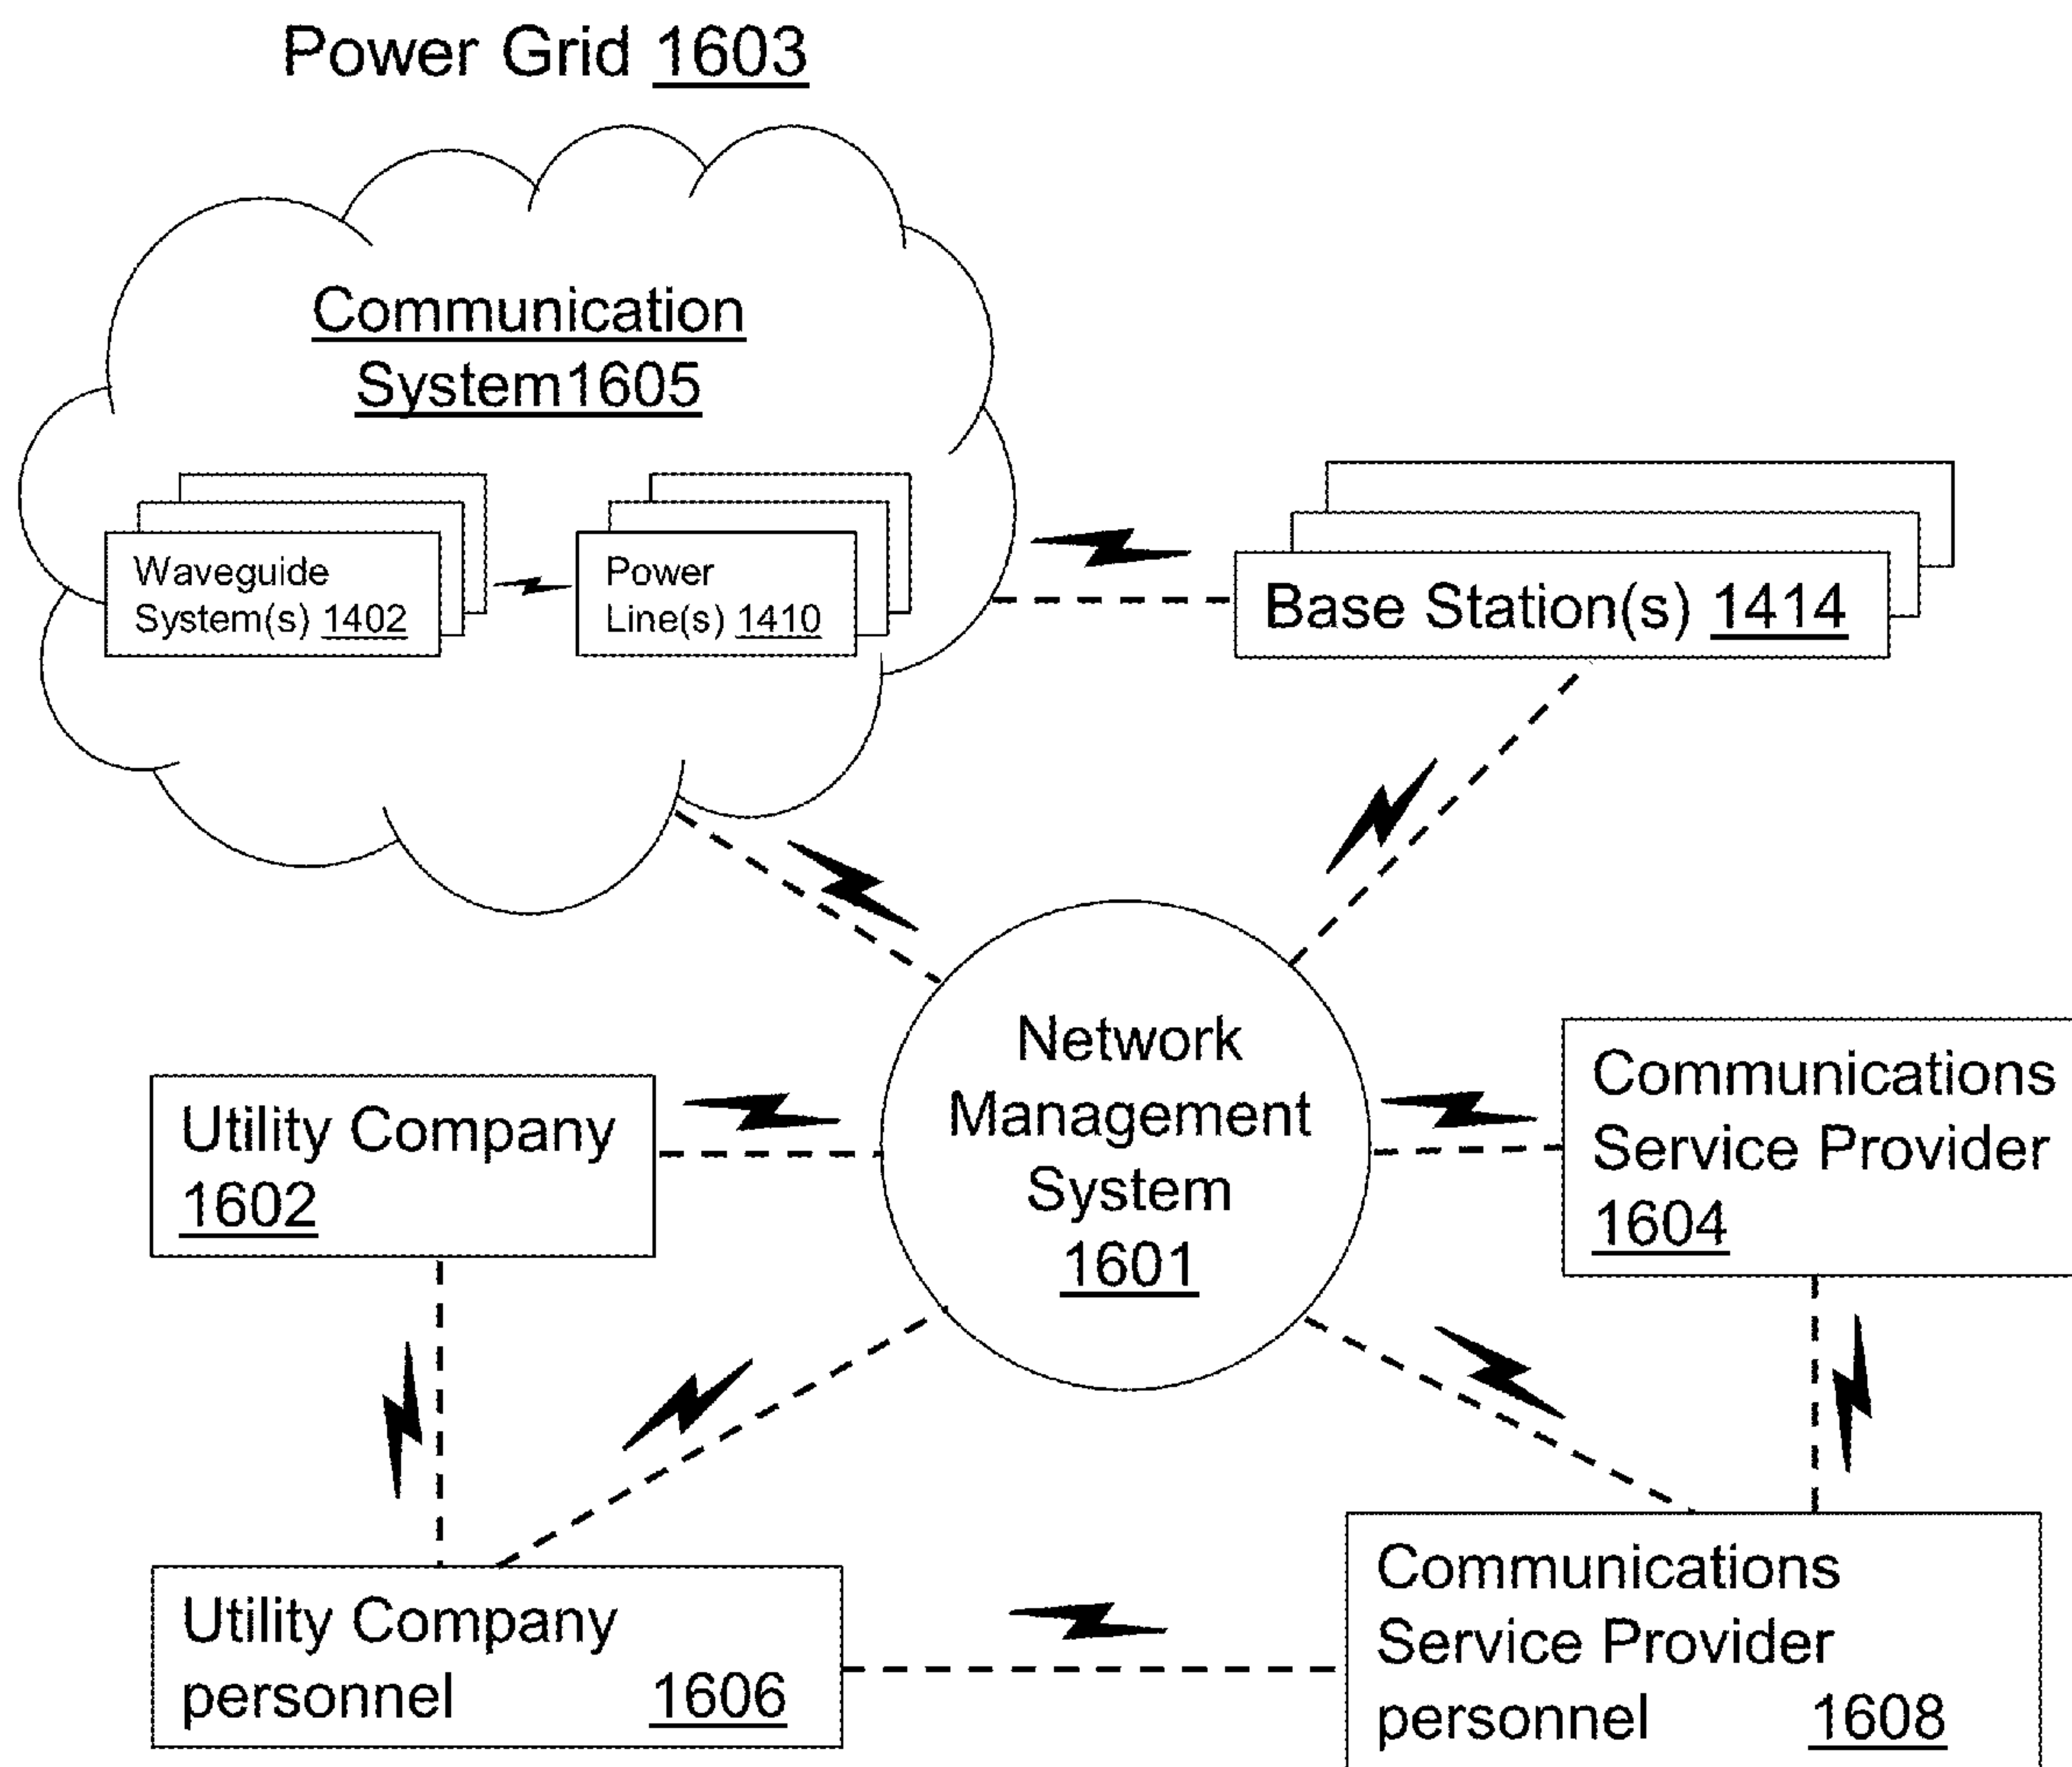 Power Grid 1603
Communication
System1605
Waveguide
System(s) 1402
Power
Line(s) 1410
Base Station(s) 1414
Network
Management
System
1601
Utility Company
1602
Communications
Service Provider
1604
Utility Company
personnel 1606
Communications
Service Provider
personnel 1608